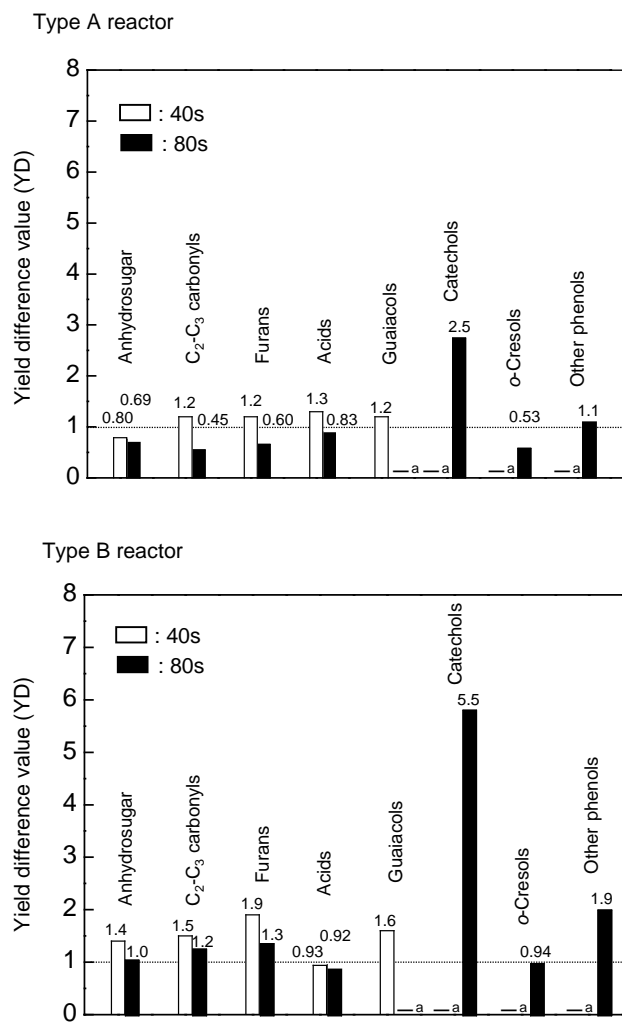 Type A reactor
Yield difference value (YD)
8
7
6
5
4
3
2
1
0
: 40s
: 80s
Anhydrosugar
C₂-C₃ carbonyls
Furans
Acids
Guaiacols
Catechols
o-Cresols
Other phenols
0.80
0.69
1.2
0.45
1.2
0.60
1.3
0.83
1.2
a
a
2.5
a
0.53
a
1.1
Type B reactor
Yield difference value (YD)
8
7
6
5
4
3
2
1
0
: 40s
: 80s
Anhydrosugar
C₂-C₃ carbonyls
Furans
Acids
Guaiacols
Catechols
o-Cresols
Other phenols
1.4
1.0
1.5
1.2
1.9
1.3
0.93
0.92
1.6
a
a
5.5
a
0.94
a
1.9